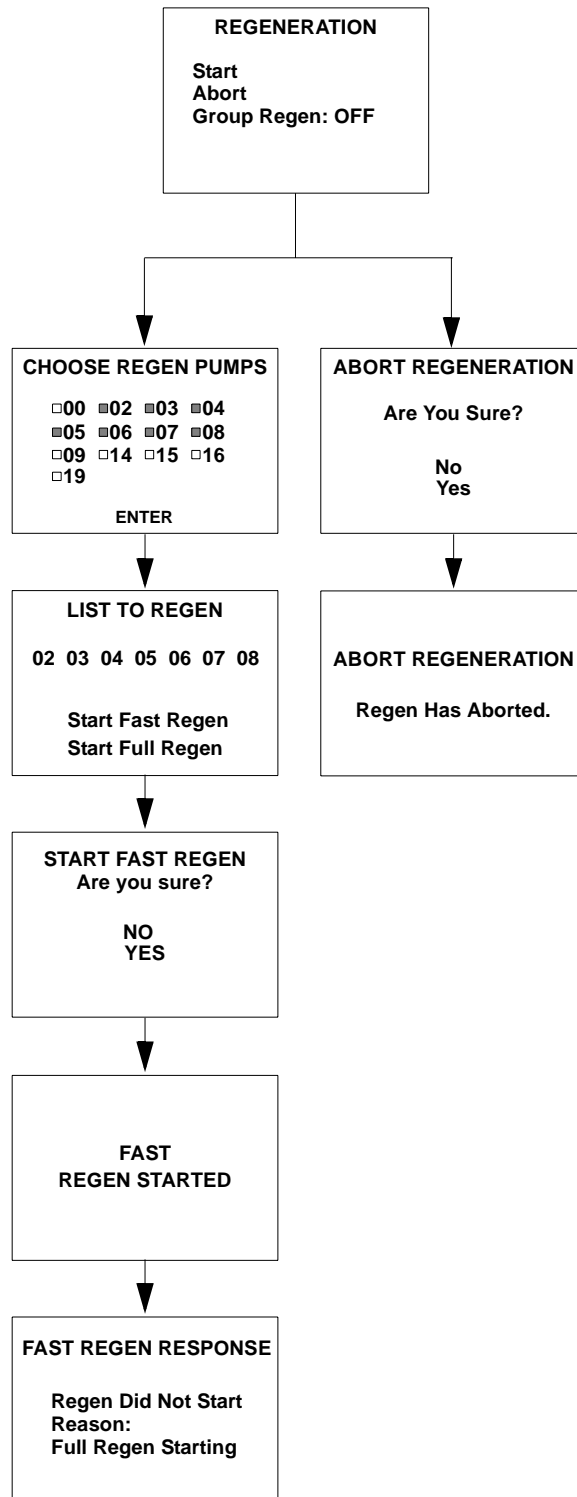 REGENERATION
Start
Abort
Group Regen: OFF
CHOOSE REGEN PUMPS
□00 ■02 ■03 ■04
■05 ■06 ■07 ■08
□09 □14 □15 □16
□19
ENTER
ABORT REGENERATION
Are You Sure?
No
Yes
LIST TO REGEN
02 03 04 05 06 07 08
Start Fast Regen
Start Full Regen
ABORT REGENERATION
Regen Has Aborted.
START FAST REGEN
Are you sure?
NO
YES
FAST
REGEN STARTED
FAST REGEN RESPONSE
Regen Did Not Start
Reason:
Full Regen Starting